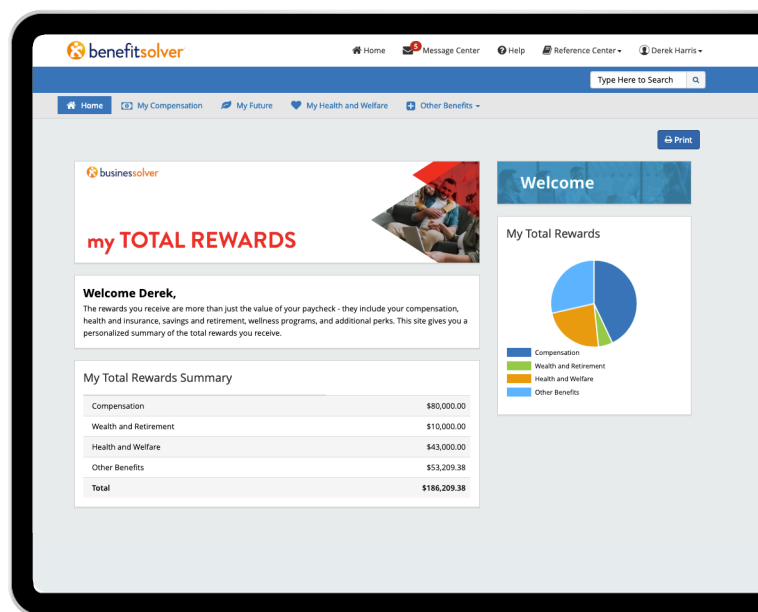 benefitsolver
Home
5
Message Center
Help
Reference Center
Derek Harris
Type Here to Search
Home
My Compensation
My Future
My Health and Welfare
Other Benefits
Print
businessolver
my TOTAL REWARDS
Welcome
Welcome Derek,
The rewards you receive are more than just the value of your paycheck - they include your compensation,
health and insurance, savings and retirement, wellness programs, and additional perks. This site gives you a
personalized summary of the total rewards you receive.
My Total Rewards Summary
Compensation $80,000.00
Wealth and Retirement $10,000.00
Health and Welfare $43,000.00
Other Benefits $53,209.38
Total $186,209.38
My Total Rewards
Compensation
Wealth and Retirement
Health and Welfare
Other Benefits